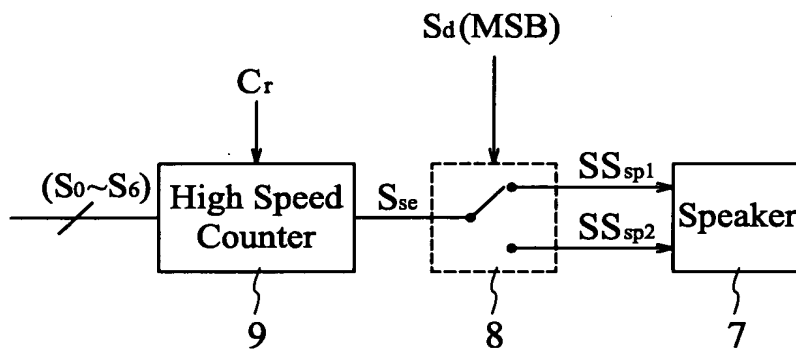 Sd(MSB)
Cr
(S0~S6)
High Speed
Counter
Sse
SSsp1
SSsp2
Speaker
9
8
7